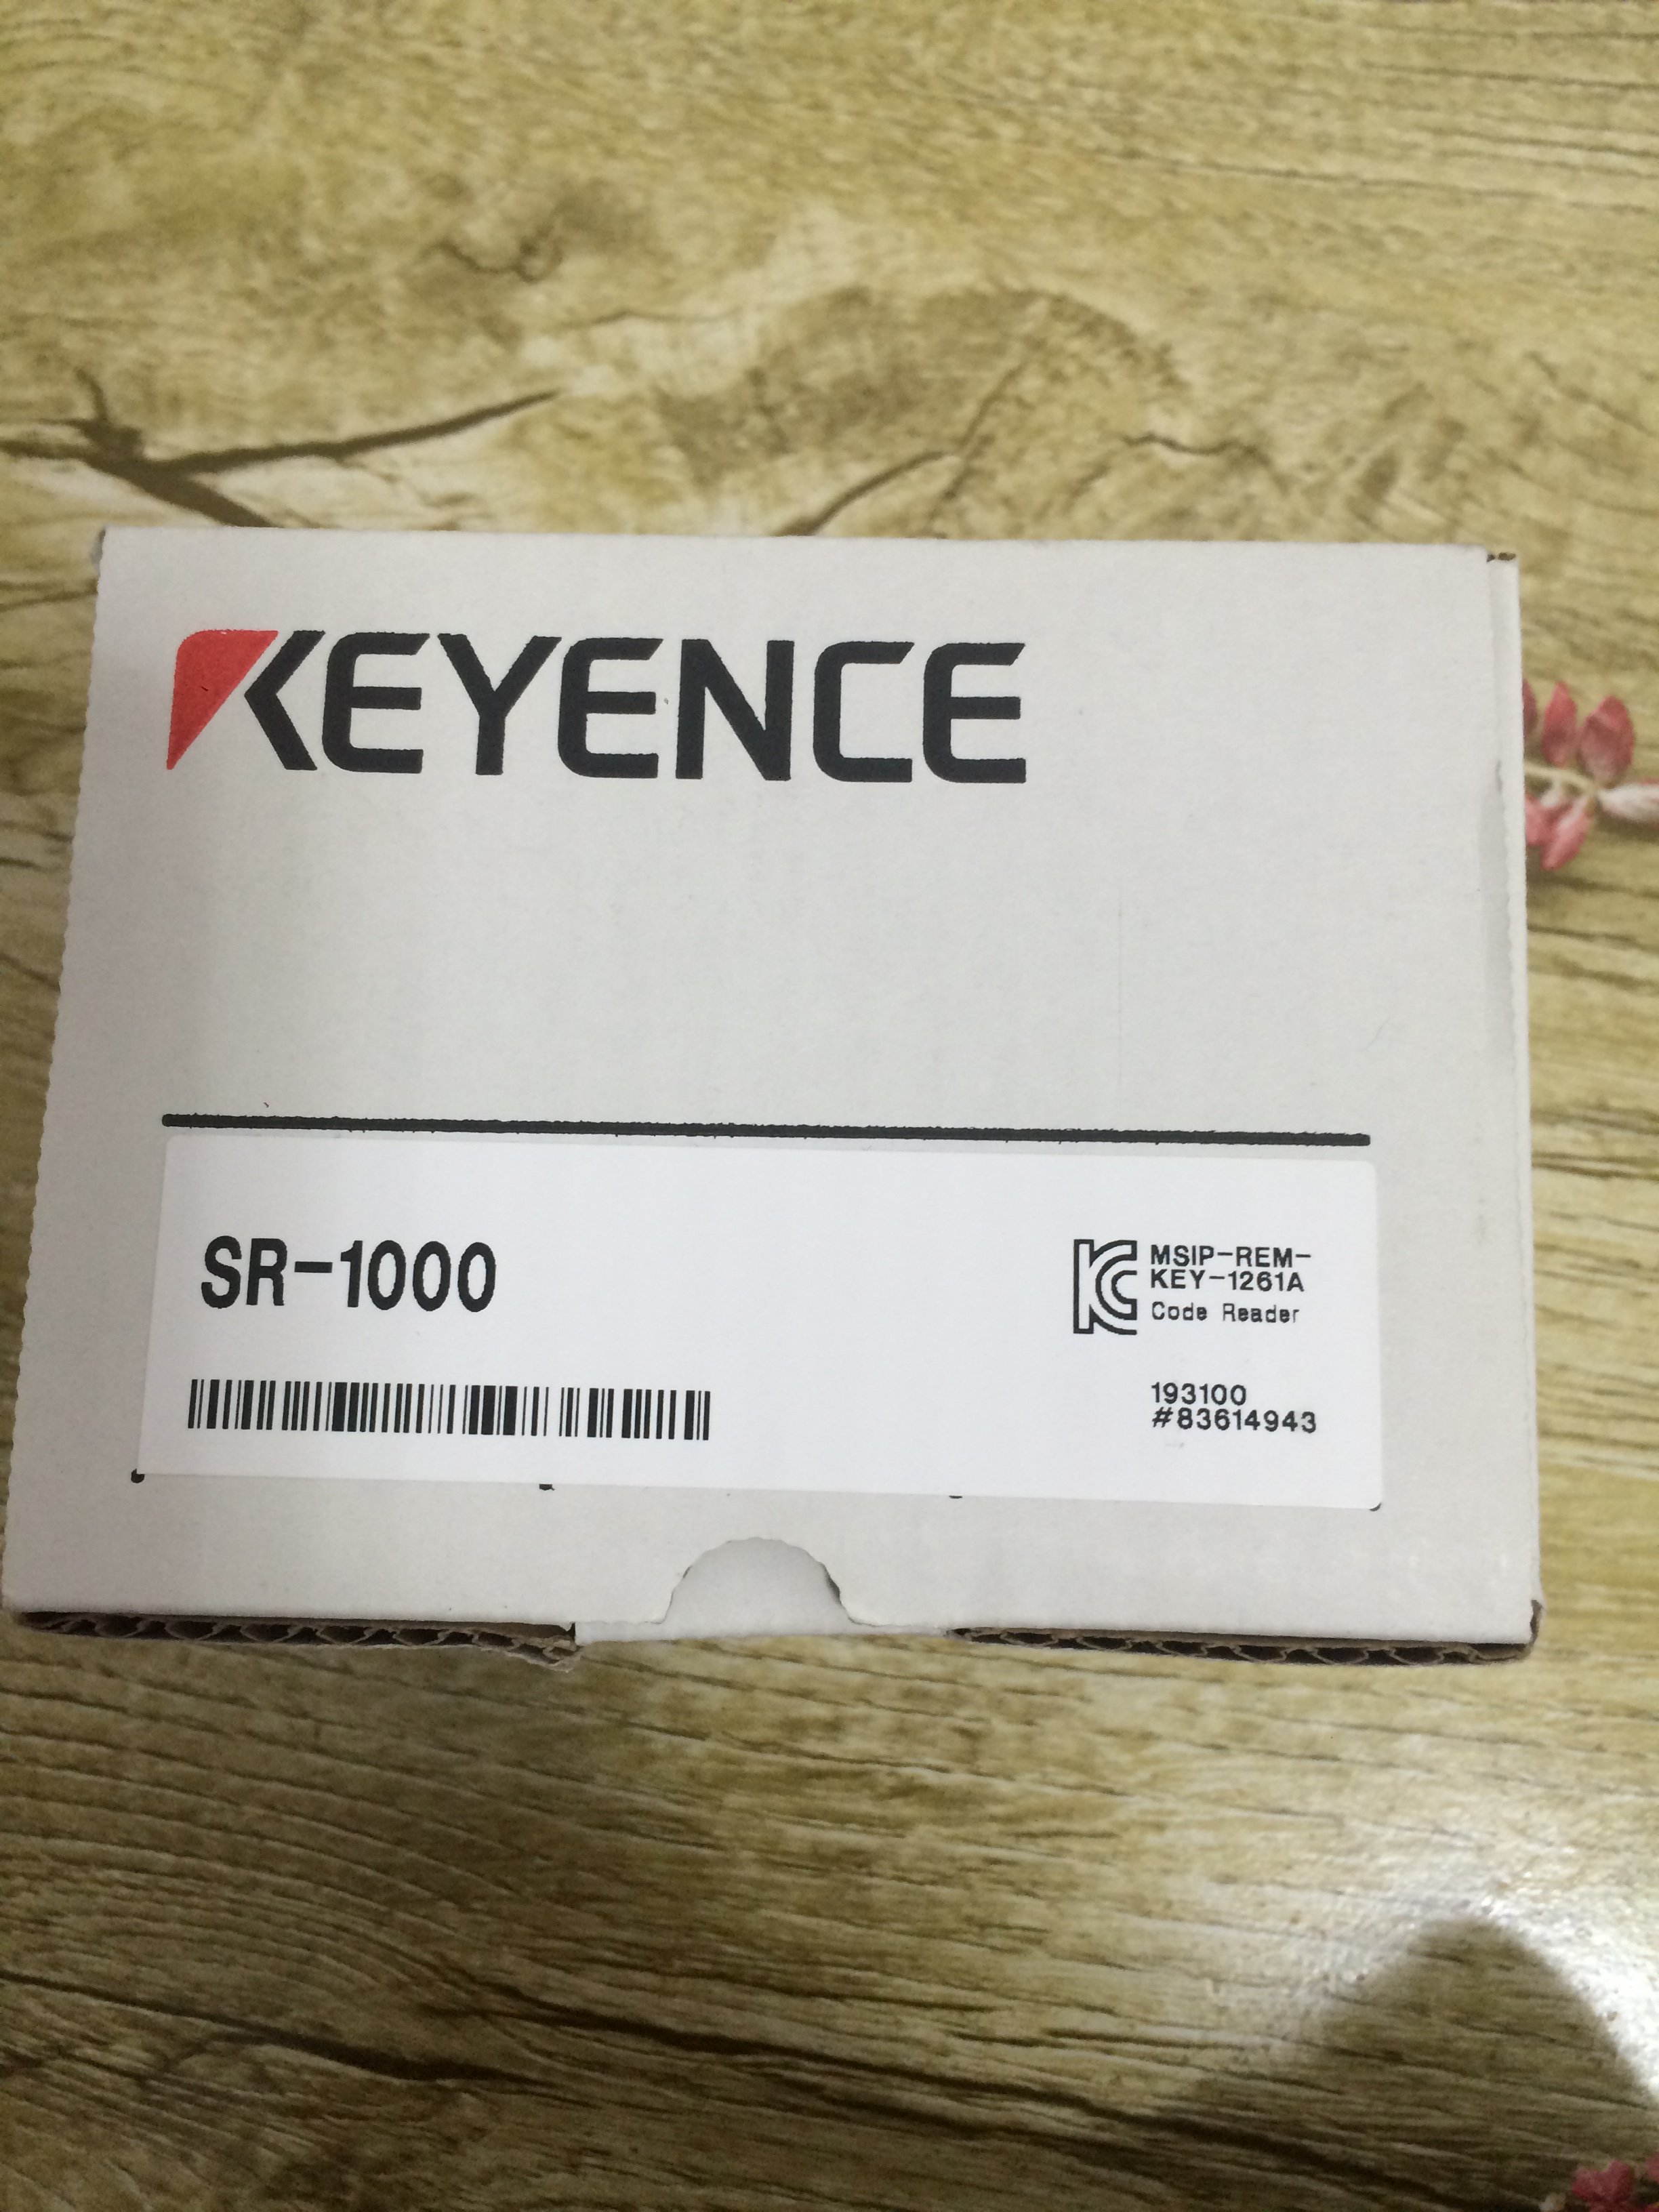 KEYENCE
SR-1000
MSIP-REM-
KEY-1261A
Code Reader
193100
#83614943